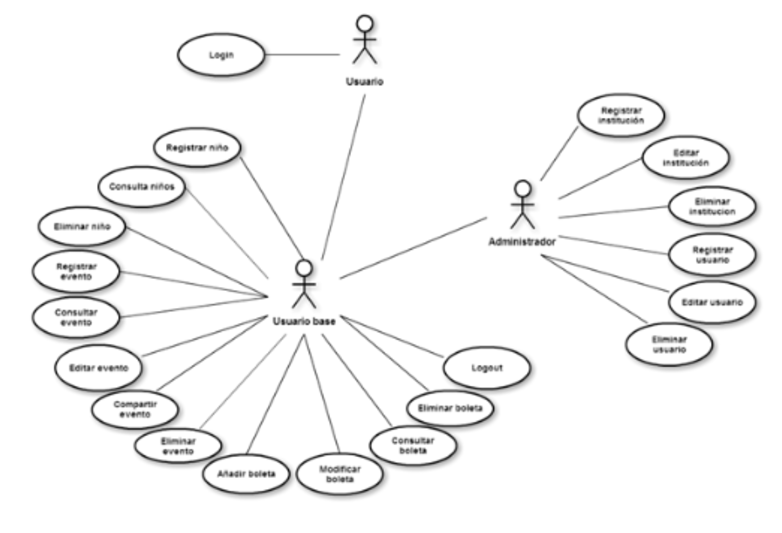 Login
Usuario
Registrar
institución
Registrar niño
Editar
institución
Consulta niños
Eliminar
institucion
Eliminar niño
Administrador
Registrar
usuario
Registrar
evento
Editar usuario
Consultar
evento
Usuario base
Eliminar
usuario
Editar evento
Logout
Compartir
evento
Eliminar boleta
Eliminar
evento
Consultar
boleta
Añadir boleta
Modificar
boleta